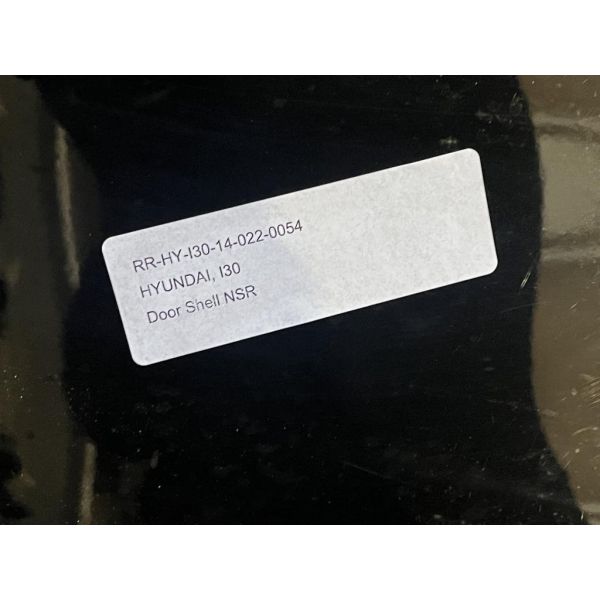 RR-HY-I30-14-022-0054
HYUNDAI, I30
Door Shell NSR